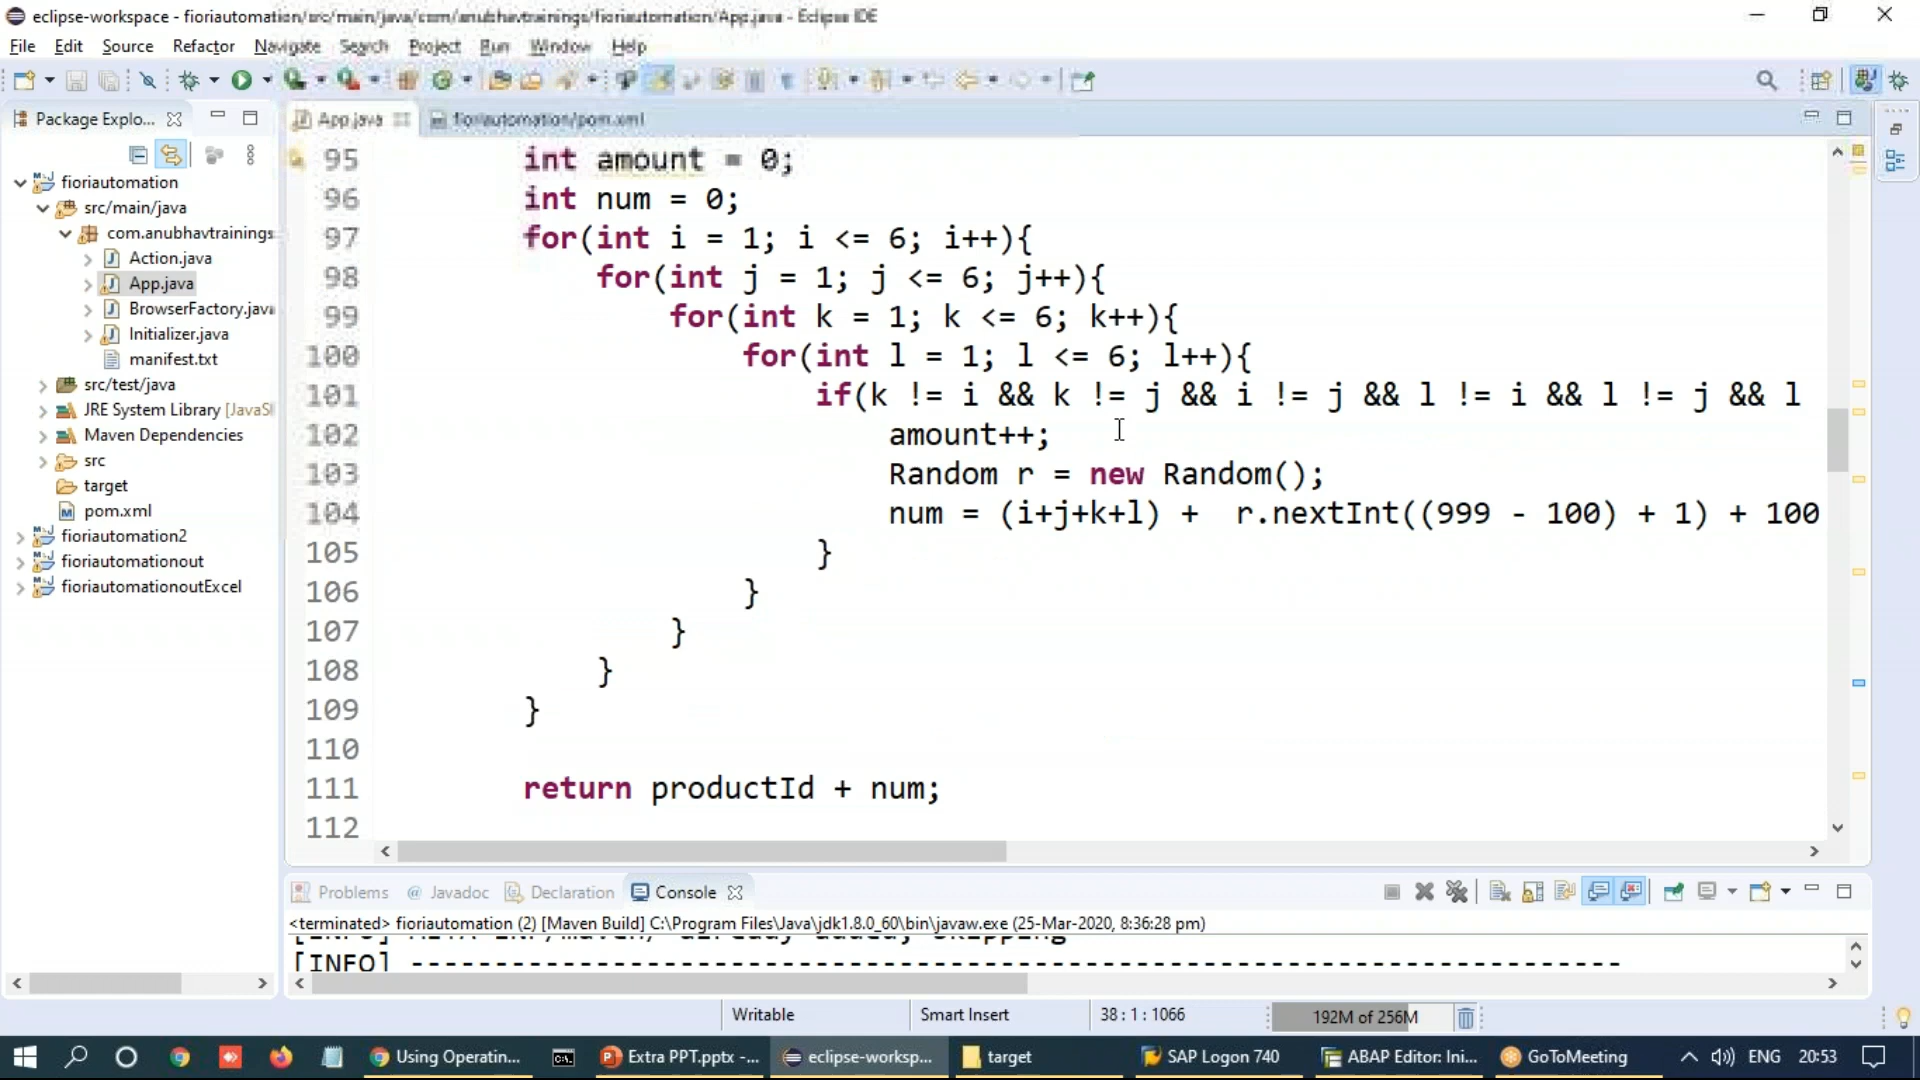 eclipse-workspace - fioriautomation/src/main/java/com/anubhavtrainings/fioriautomation/App.java - Eclipse IDE
File Edit Source Refactor Navigate Search Project Run Window Help
Package Explo...
App.java
fioriautomation/pom.xml
fioriautomation
src/main/java
com.anubhavtrainings
Action.java
App.java
BrowserFactory.java
Initializer.java
manifest.txt
src/test/java
JRE System Library [JavaS
Maven Dependencies
src
target
pom.xml
fioriautomation2
fioriautomationout
fioriautomationoutExcel
95 int amount = 0;
96 int num = 0;
97 for(int i = 1; i <= 6; i++){
98 for(int j = 1; j <= 6; j++){
99 for(int k = 1; k <= 6; k++){
100 for(int l = 1; l <= 6; l++){
101 if(k != i && k != j && i != j && l != i && l != j && l
102 amount++;
103 Random r = new Random();
104 num = (i+j+k+l) + r.nextInt((999 - 100) + 1) + 100
105 }
106 }
107 }
108 }
109 }
110
111 return productId + num;
112
Problems @ Javadoc Declaration Console
<terminated> fioriautomation (2) [Maven Build] C:\Program Files\Java\jdk1.8.0_60\bin\javaw.exe (25-Mar-2020, 8:36:28 pm)
[INFO] META-INF/maven/ already added, skipping
[INFO] ------------------------------------------------------------------------
Writable Smart Insert 38 : 1 : 1066 192M of 256M
Using Operatin... Extra PPT.pptx -... eclipse-worksp... target SAP Logon 740 ABAP Editor: Ini... GoToMeeting ENG 20:53